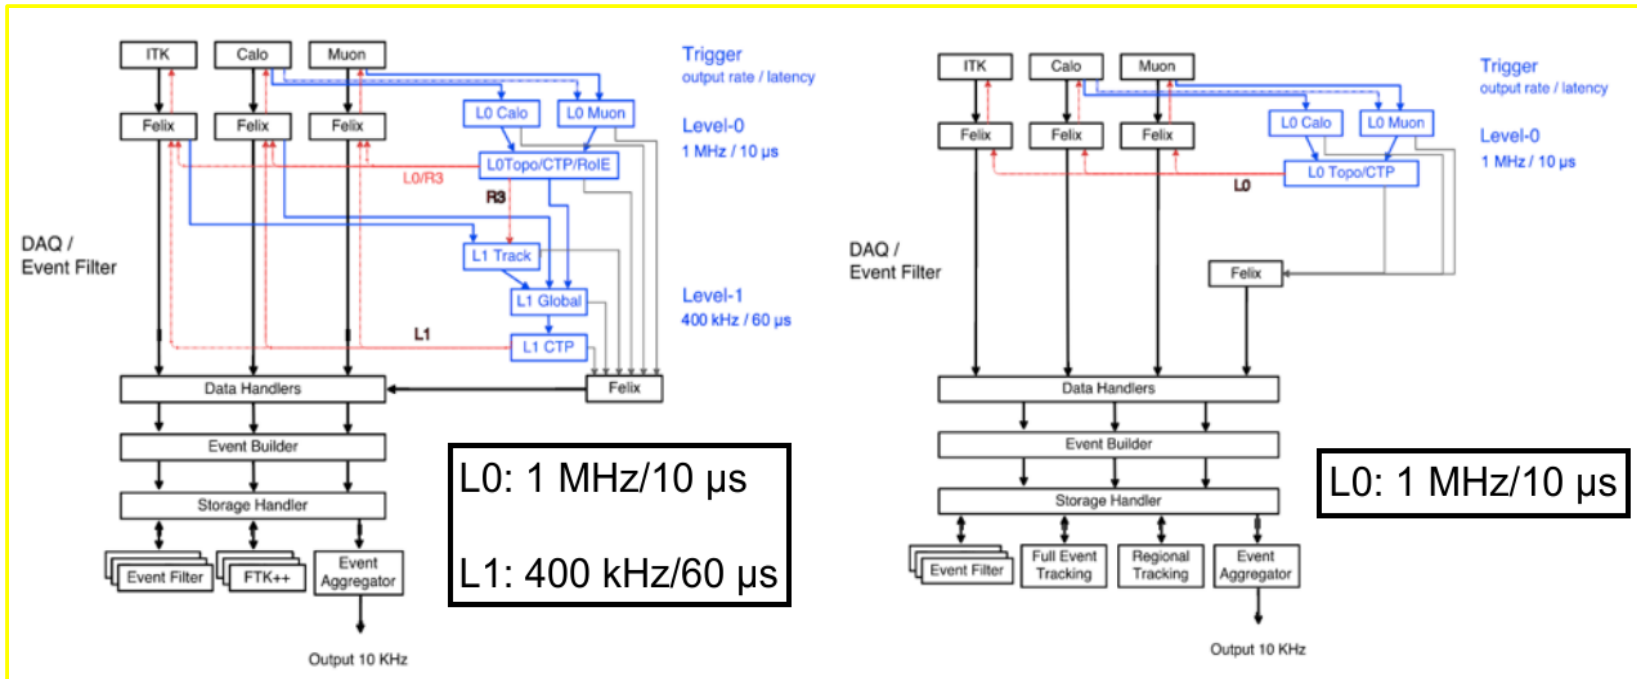 ITK
Calo
Muon
Trigger
output rate / latency
L0 Calo
L0 Muon
Felix
Felix
Felix
Level-0
1 MHz / 10 μs
L0Topo/CTP/RoIE
L0/R3
R3
DAQ /
Event Filter
L1 Track
L1 Global
Level-1
400 kHz / 60 μs
L1
L1 CTP
Data Handlers
Felix
Event Builder
Storage Handler
Event Filter
FTK++
Event
Aggregator
Output 10 KHz
L0: 1 MHz/10 μs
L1: 400 kHz/60 μs
ITK
Calo
Muon
Trigger
output rate / latency
L0 Calo
L0 Muon
Felix
Felix
Felix
Level-0
1 MHz / 10 μs
L0 Topo/CTP
L0
DAQ /
Event Filter
Felix
Data Handlers
Event Builder
Storage Handler
Event Filter
Full Event
Tracking
Regional
Tracking
Event
Aggregator
Output 10 KHz
L0: 1 MHz/10 μs